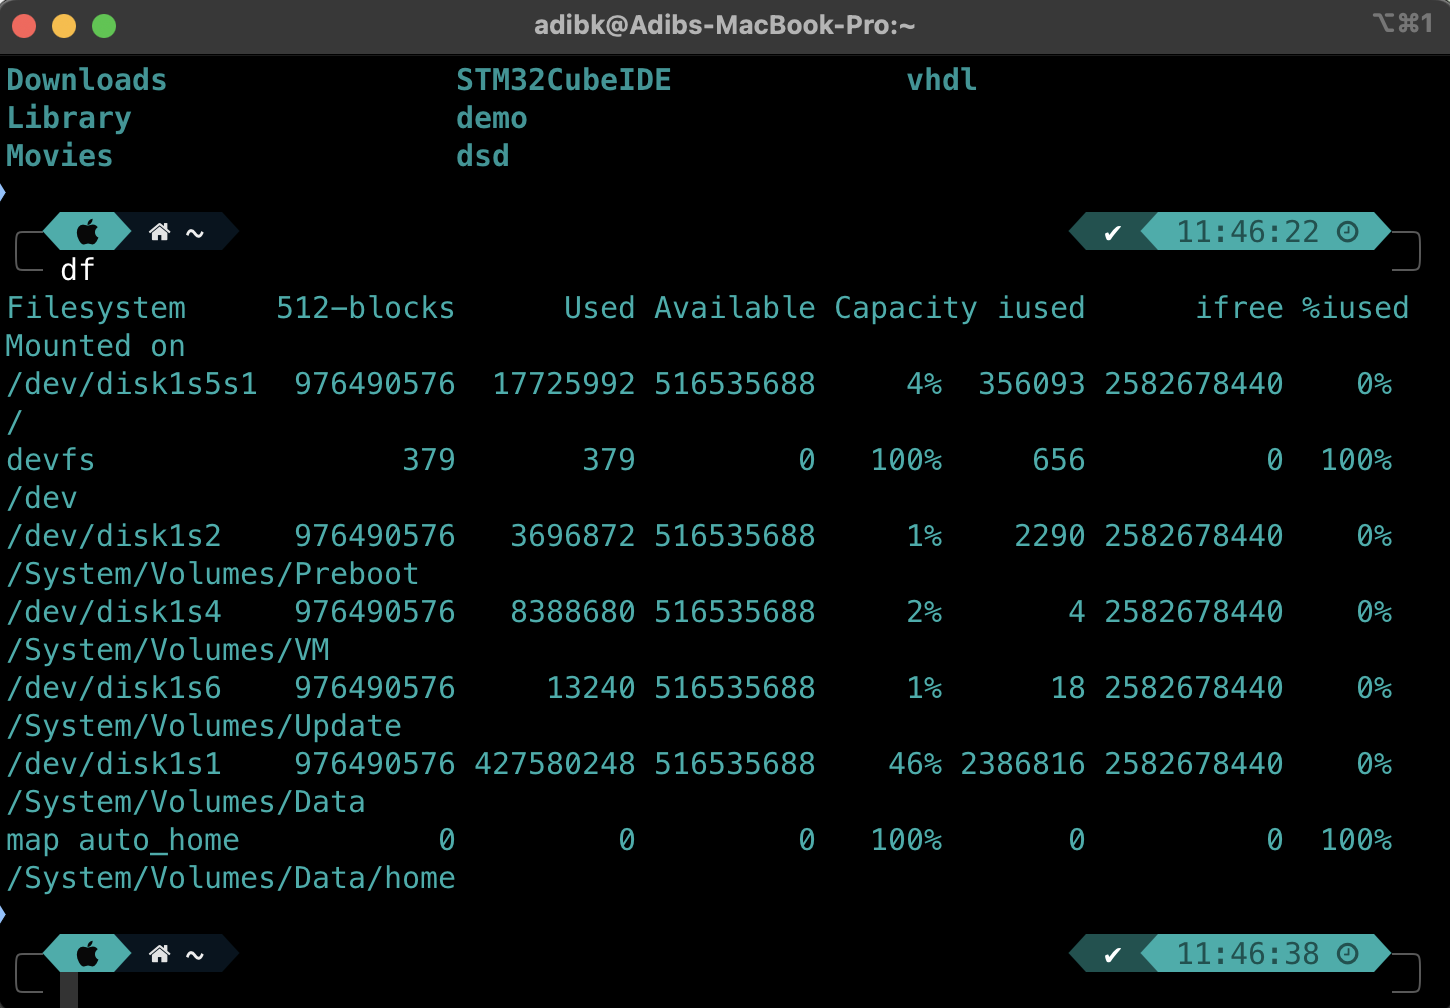 adibk@Adibs-MacBook-Pro:~ ⌥⌘1
Downloads STM32CubeIDE vhdl
Library demo
Movies dsd
~ ✔ 11:46:22
df
Filesystem 512-blocks Used Available Capacity iused ifree %iused
Mounted on
/dev/disk1s5s1 976490576 17725992 516535688 4% 356093 2582678440 0%
/
devfs 379 379 0 100% 656 0 100%
/dev
/dev/disk1s2 976490576 3696872 516535688 1% 2290 2582678440 0%
/System/Volumes/Preboot
/dev/disk1s4 976490576 8388680 516535688 2% 4 2582678440 0%
/System/Volumes/VM
/dev/disk1s6 976490576 13240 516535688 1% 18 2582678440 0%
/System/Volumes/Update
/dev/disk1s1 976490576 427580248 516535688 46% 2386816 2582678440 0%
/System/Volumes/Data
map auto_home 0 0 0 100% 0 0 100%
/System/Volumes/Data/home
~ ✔ 11:46:38